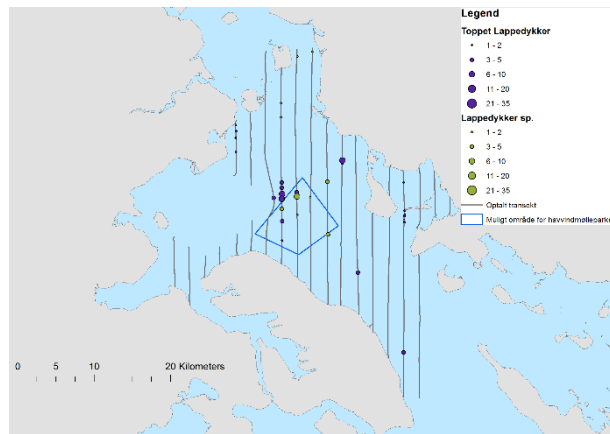 Legend
Toppet Lappedykker
1 - 2
3 - 5
6 - 10
11 - 20
21 - 35
Lappedykker sp.
1 - 2
3 - 5
6 - 10
11 - 20
21 - 35
Optalt transekt
Muligt område for havvindmølleparker
0 5 10 20 Kilometers